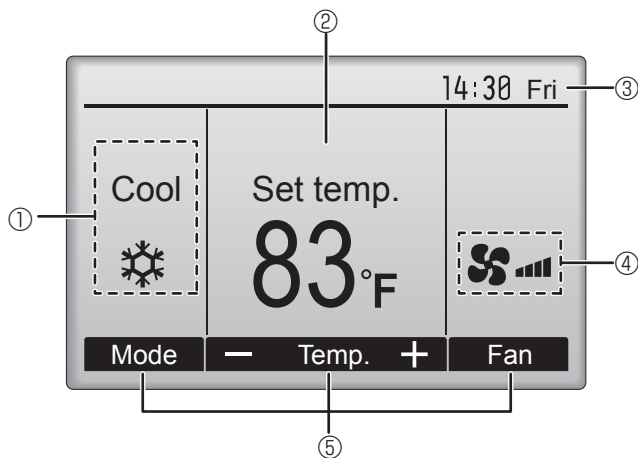 ②
14:30 Fri ③
①
Cool
Set temp.
83°F
④
Mode — Temp. + Fan
⑤